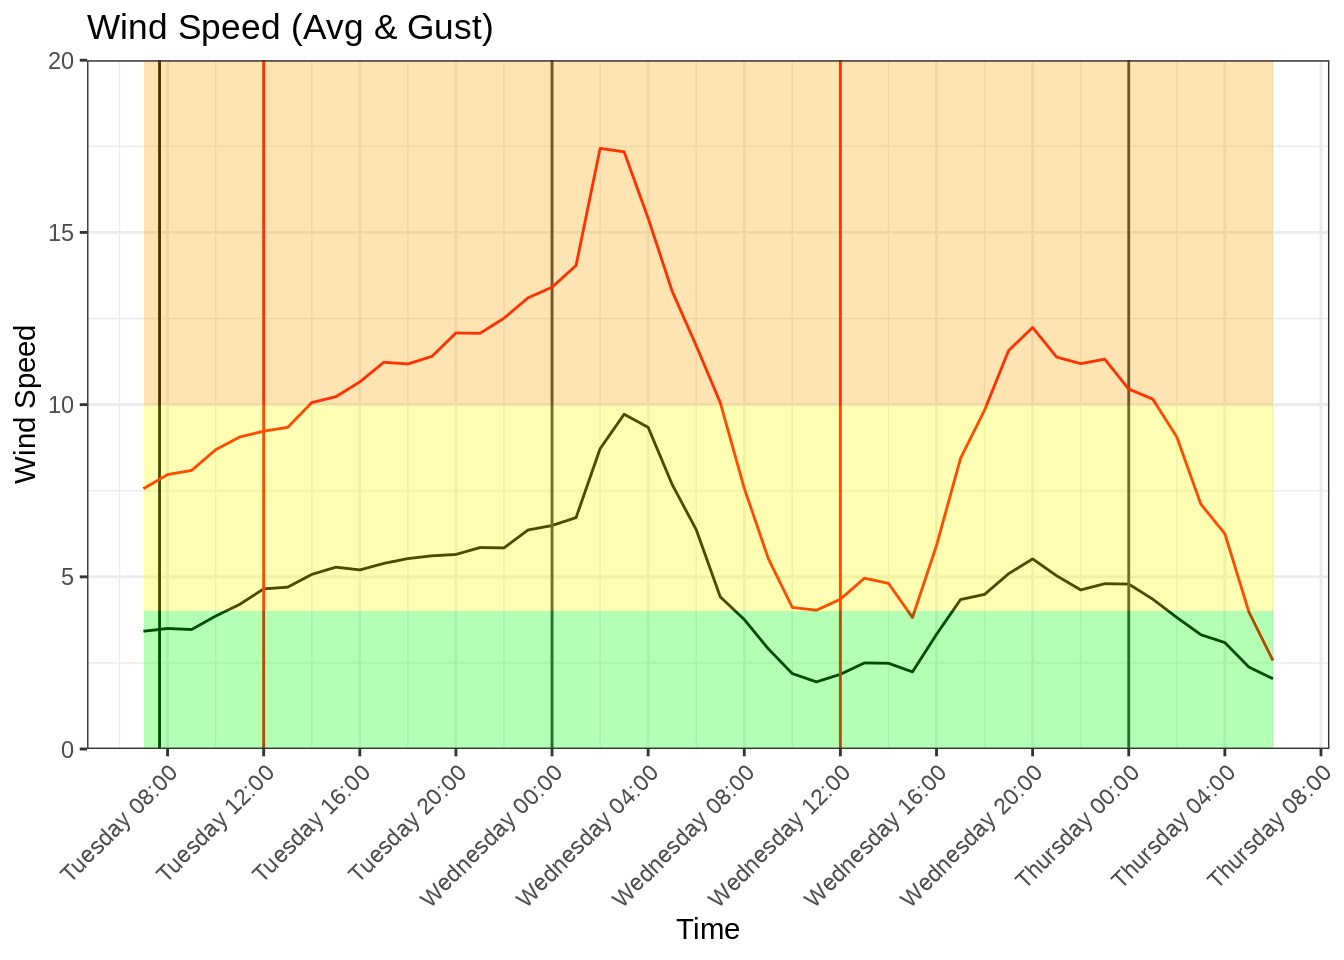 Wind Speed (Avg & Gust)
20
15
10
5
0
Wind Speed
Tuesday 08:00
Tuesday 12:00
Tuesday 16:00
Tuesday 20:00
Wednesday 00:00
Wednesday 04:00
Wednesday 08:00
Wednesday 12:00
Wednesday 16:00
Wednesday 20:00
Thursday 00:00
Thursday 04:00
Thursday 08:00
Time